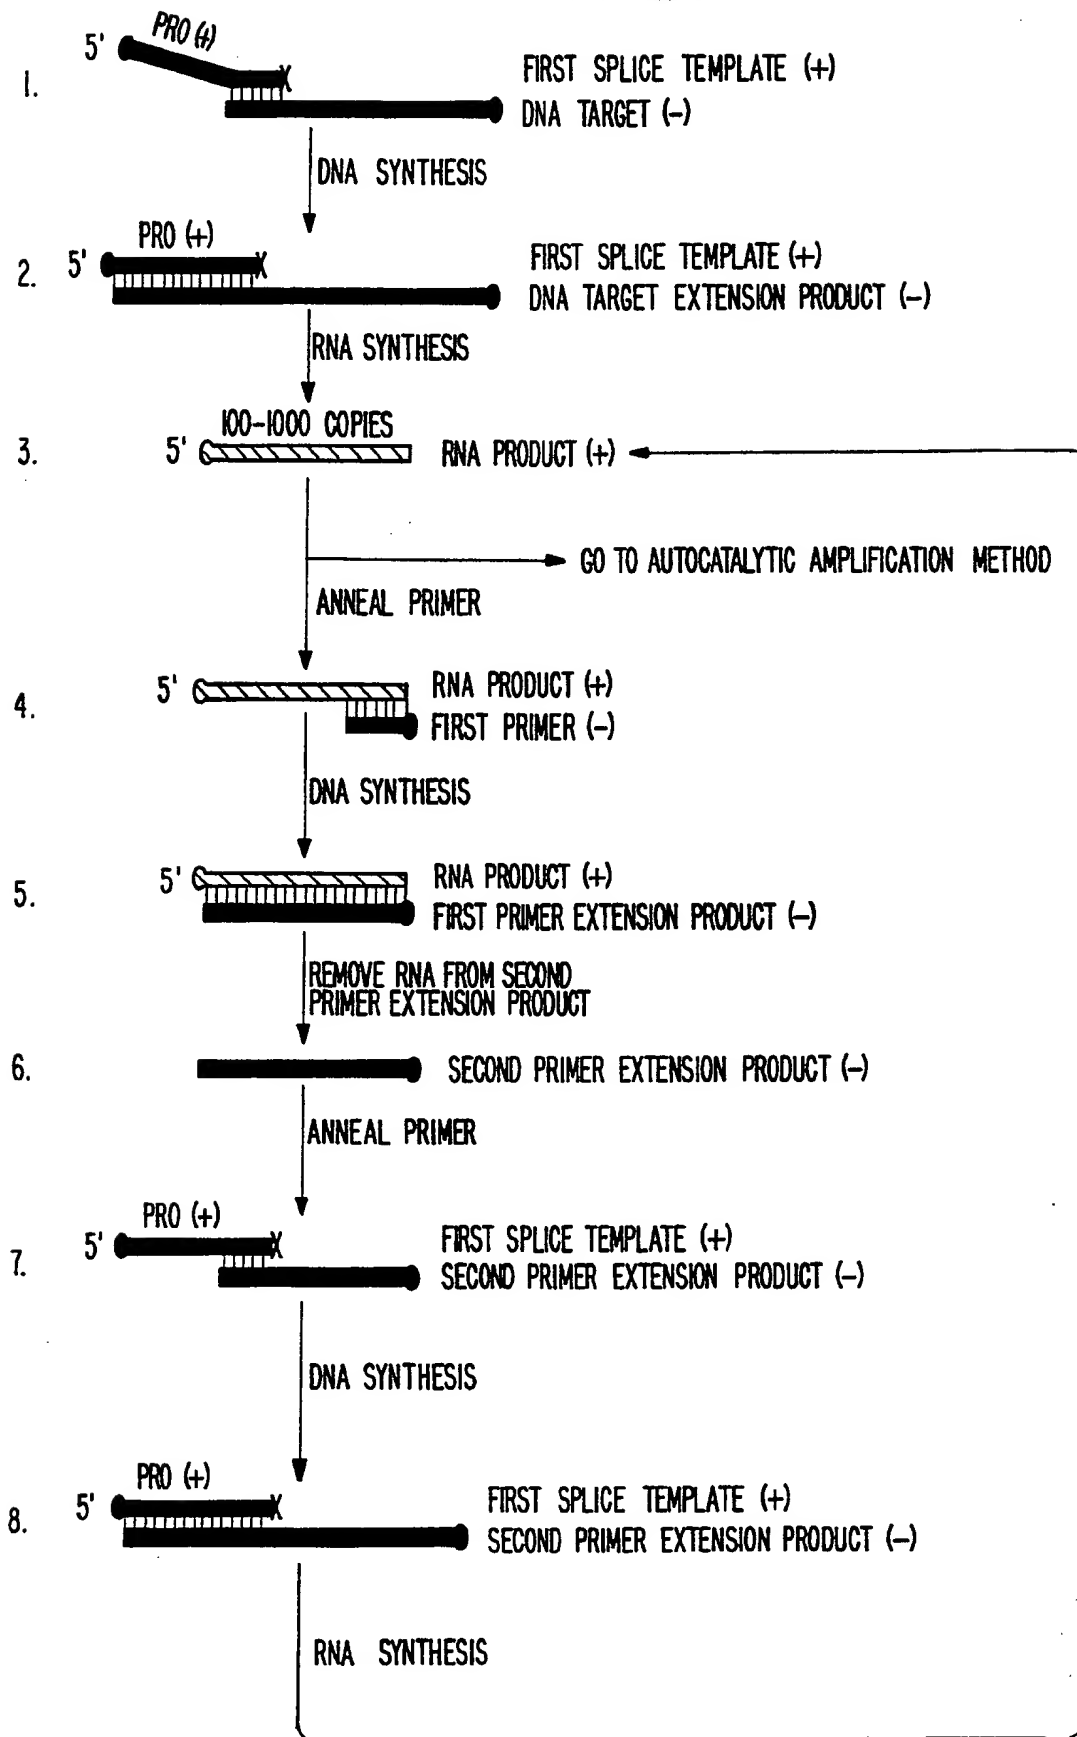 PRO (+)
5'
1.
X
FIRST SPLICE TEMPLATE (+)
DNA TARGET (-)
DNA SYNTHESIS
PRO (+)
2.
5'
X
FIRST SPLICE TEMPLATE (+)
DNA TARGET EXTENSION PRODUCT (-)
RNA SYNTHESIS
100-1000 COPIES
3.
5'
RNA PRODUCT (+)
GO TO AUTOCATALYTIC AMPLIFICATION METHOD
ANNEAL PRIMER
4.
5'
RNA PRODUCT (+)
FIRST PRIMER (-)
DNA SYNTHESIS
5.
5'
RNA PRODUCT (+)
FIRST PRIMER EXTENSION PRODUCT (-)
REMOVE RNA FROM SECOND
PRIMER EXTENSION PRODUCT
6.
SECOND PRIMER EXTENSION PRODUCT (-)
ANNEAL PRIMER
PRO (+)
7.
5'
X
FIRST SPLICE TEMPLATE (+)
SECOND PRIMER EXTENSION PRODUCT (-)
DNA SYNTHESIS
PRO (+)
8.
5'
X
FIRST SPLICE TEMPLATE (+)
SECOND PRIMER EXTENSION PRODUCT (-)
RNA SYNTHESIS